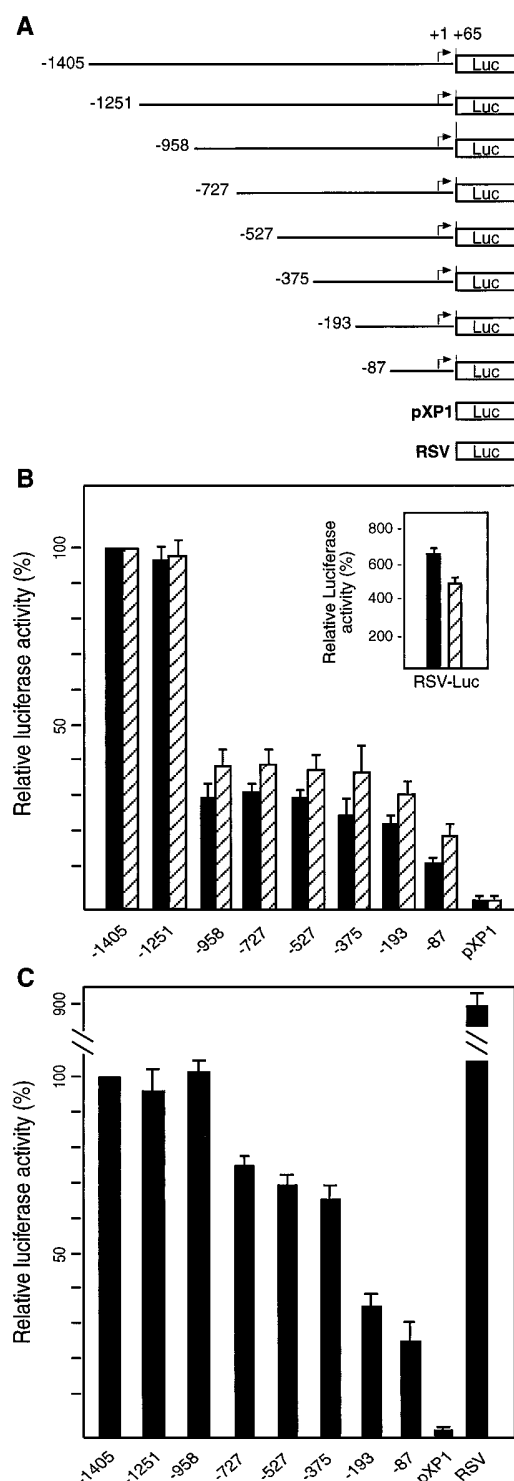 A
+1 +65
-1405 Luc
-1251 Luc
-958 Luc
-727 Luc
-527 Luc
-375 Luc
-193 Luc
-87 Luc
pXP1 Luc
RSV Luc
B
Relative luciferase activity (%)
100
50
Relative Luciferase
activity (%)
800
600
400
200
RSV-Luc
-1405 -1251 -958 -727 -527 -375 -193 -87 pXP1
C
Relative luciferase activity (%)
900
100
50
-1405 -1251 -958 -727 -527 -375 -193 -87 pXP1 RSV